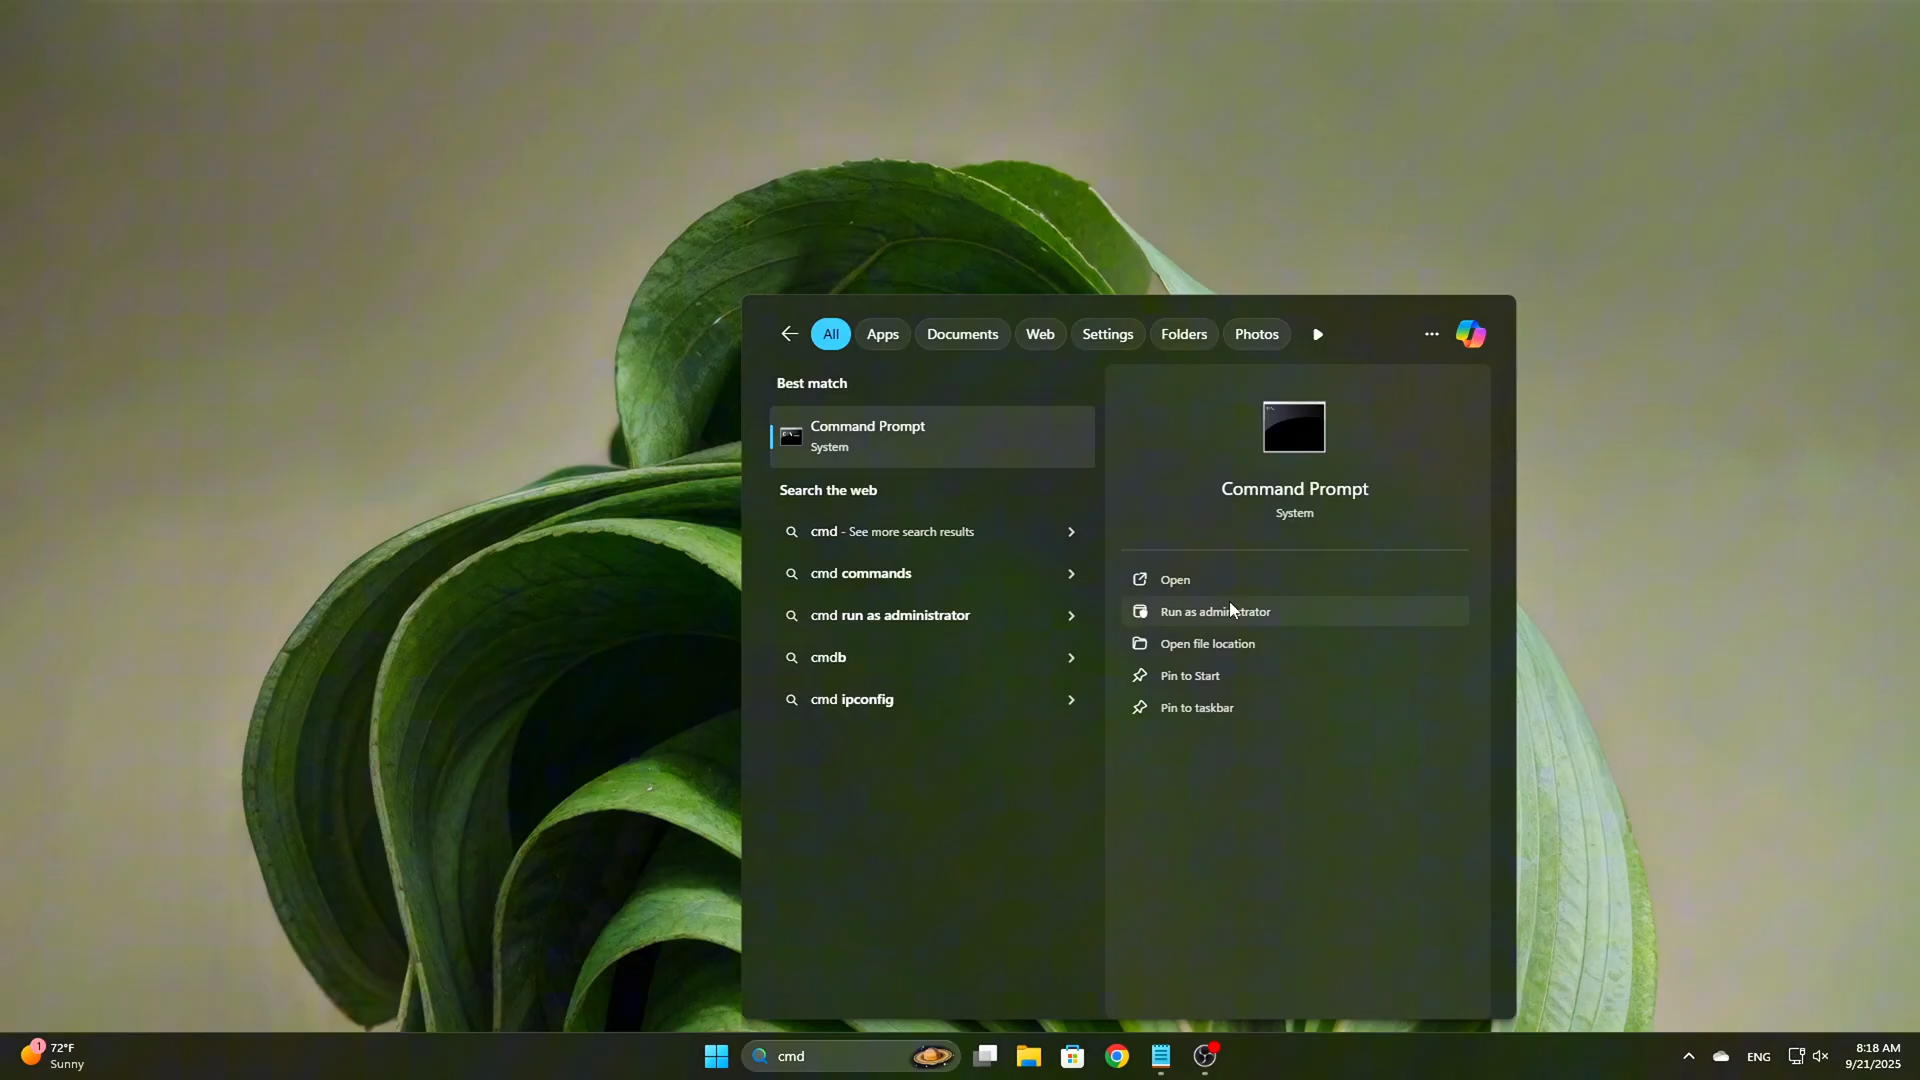 All
Apps
Documents
Web
Settings
Folders
Photos
Best match
Command Prompt
System
Search the web
cmd - See more search results
cmd commands
cmd run as administrator
cmdb
cmd ipconfig
Command Prompt
System
Open
Run as administrator
Open file location
Pin to Start
Pin to taskbar
1
72°F
Sunny
cmd
ENG
8:18 AM
9/21/2025